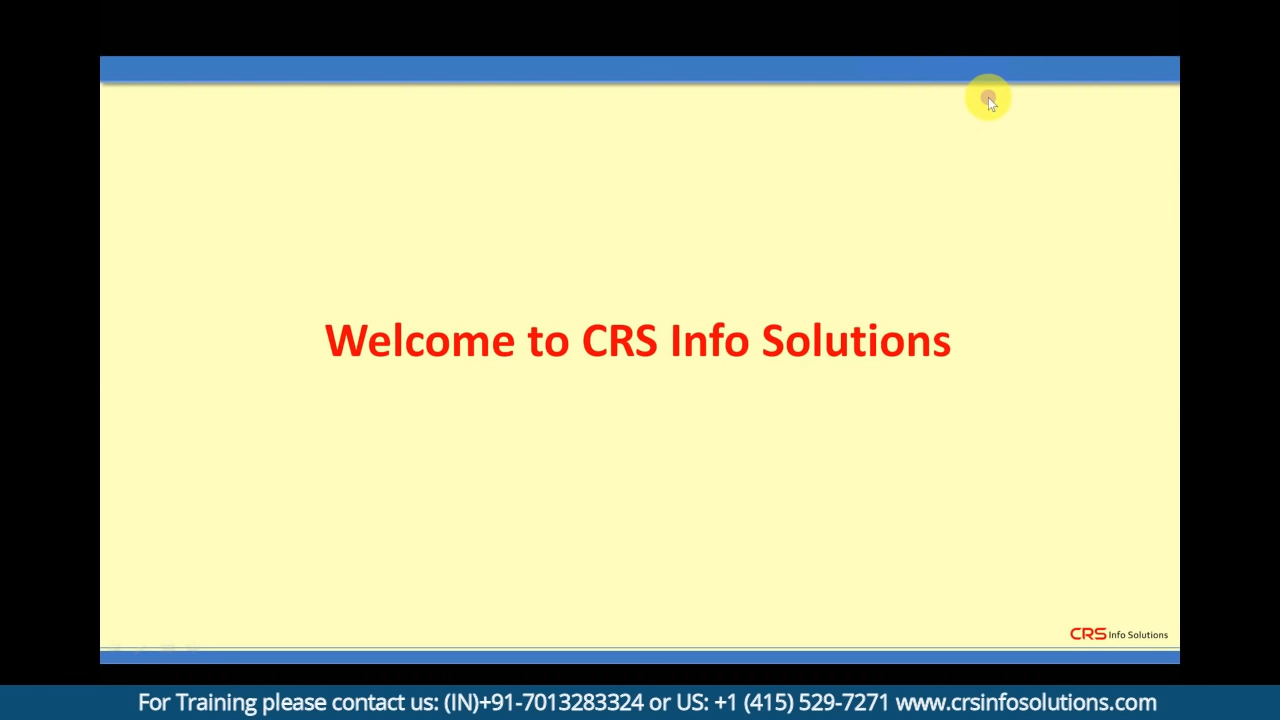 Welcome to CRS Info Solutions
CRS Info Solutions
For Training please contact us: (IN)+91-7013283324 or US: +1 (415) 529-7271 www.crsinfosolutions.com